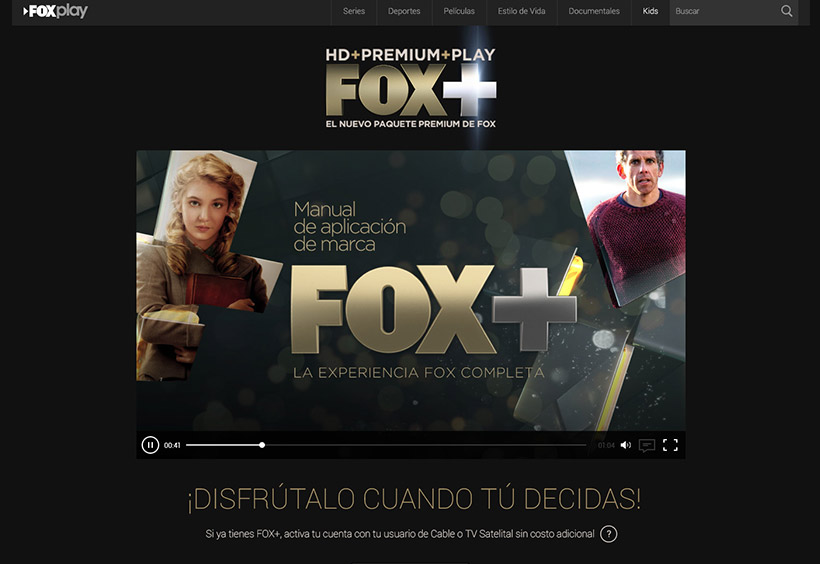 FOXplay
Series
Deportes
Películas
Estilo de Vida
Documentales
Kids
Buscar
HD+PREMIUM+PLAY
FOX+
EL NUEVO PAQUETE PREMIUM DE FOX
Manual
de aplicación
de marca
FOX+
LA EXPERIENCIA FOX COMPLETA
00:41
01:04
¡DISFRÚTALO CUANDO TÚ DECIDAS!
Si ya tienes FOX+, activa tu cuenta con tu usuario de Cable o TV Satelital sin costo adicional ?